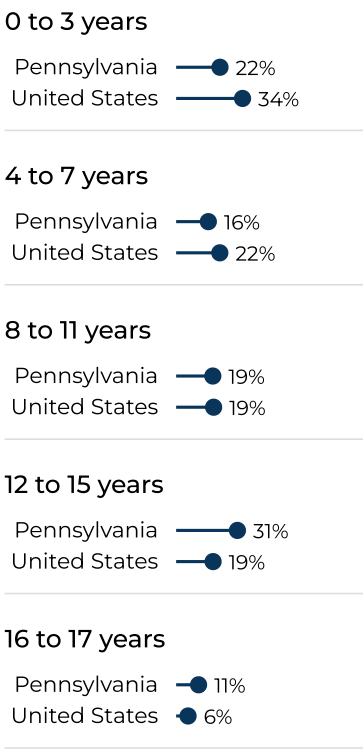 0 to 3 years
Pennsylvania 22%
United States 34%
4 to 7 years
Pennsylvania 16%
United States 22%
8 to 11 years
Pennsylvania 19%
United States 19%
12 to 15 years
Pennsylvania 31%
United States 19%
16 to 17 years
Pennsylvania 11%
United States 6%